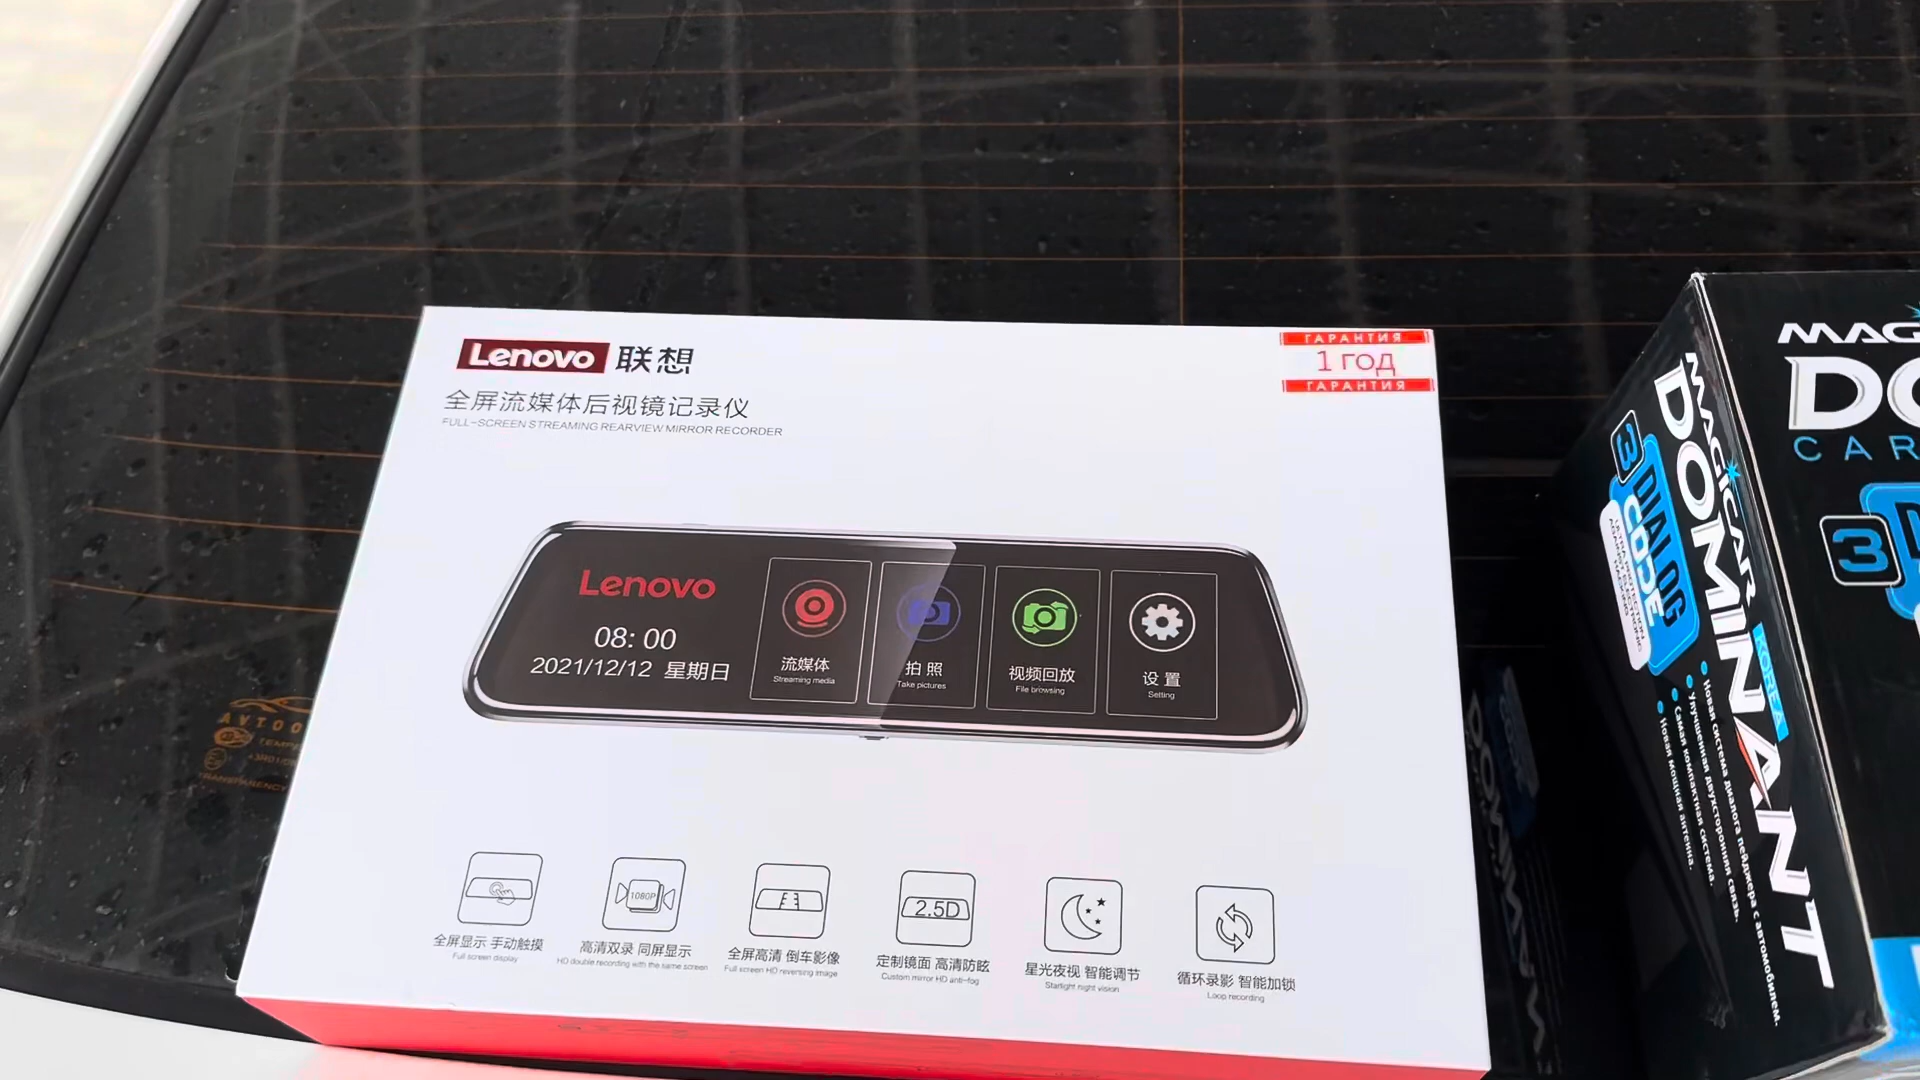 Lenovo 联想
全屏流媒体后视镜记录仪
FULL-SCREEN STREAMING REARVIEW MIRROR RECORDER
ГАРАНТИЯ
1 год
ГАРАНТИЯ
Lenovo
08: 00
2021/12/12 星期日
流媒体
Streaming media
拍 照
Take pictures
视频回放
File browsing
设 置
Setting
1080P
2.5D
全屏显示 手动触摸
Full screen display
高清双录 同屏显示
HD double recording with the same screen
全屏高清 倒车影像
Full screen HD reversing image
定制镜面 高清防眩
Custom mirror HD anti-fog
星光夜视 智能调节
Starlight night vision
循环录影 智能加锁
Loop recording
MAGICAR
DOMINANT
KOREA
3 DIALOG
CODE
ULTRA PROTECTION
AGAINST ELECTRONIC
HACKING
Новая система диалога пейджера с автомобилем.
Улучшенная двухсторонняя связь.
Самая компактная система.
Новая мощная антенна.
3
TRANSPARENCY